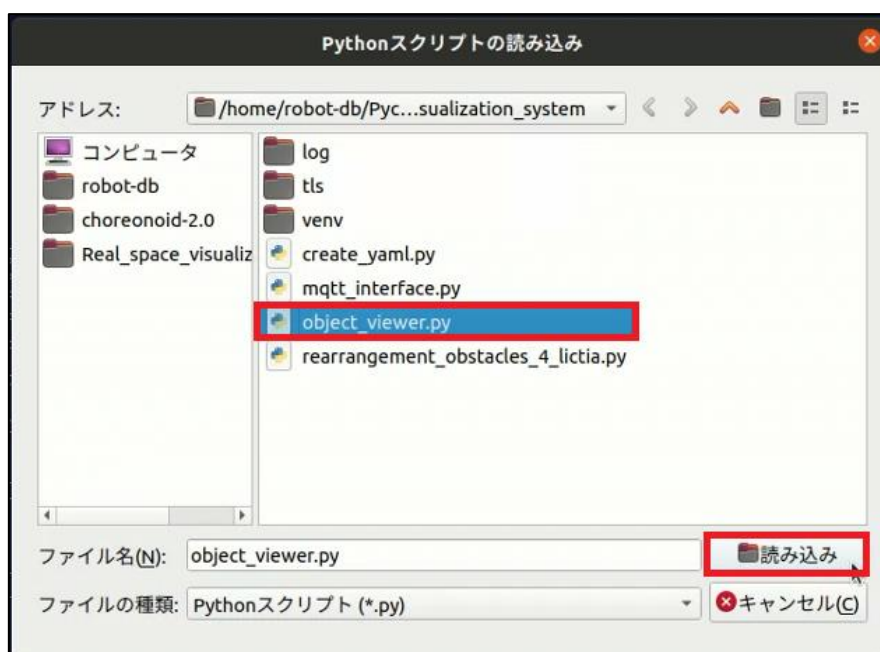 Pythonスクリプトの読み込み
アドレス: /home/robot-db/Pyc...sualization_system
コンピュータ
robot-db
choreonoid-2.0
Real_space_visualiz
log
tls
venv
create_yaml.py
mqtt_interface.py
object_viewer.py
rearrangement_obstacles_4_lictia.py
ファイル名(N): object_viewer.py 読み込み
ファイルの種類: Pythonスクリプト (*.py) キャンセル(C)